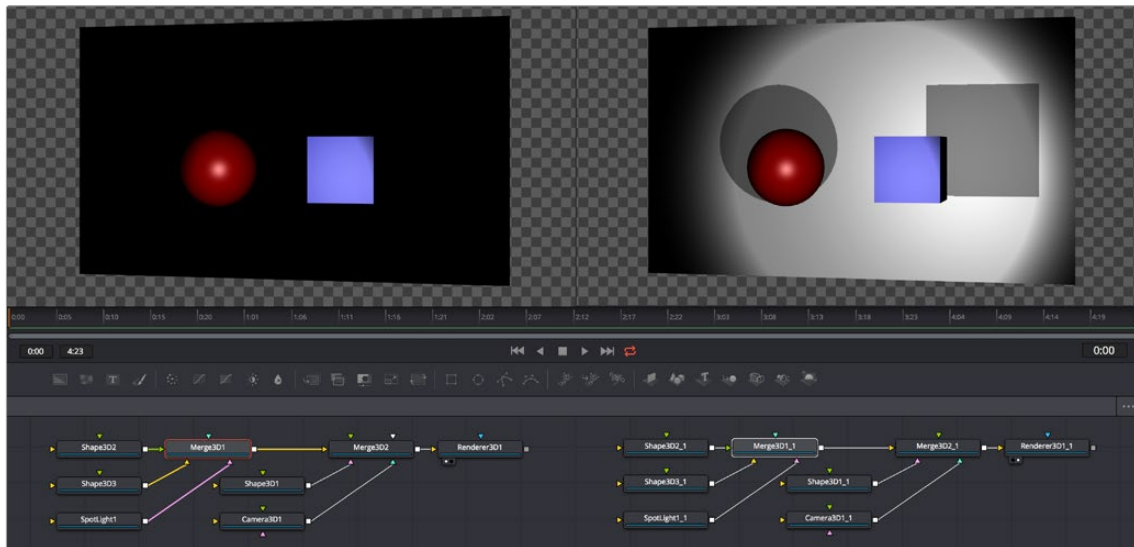 0:00 0:05 0:10 0:15 0:20 1:01 1:06 1:11 1:16 1:21 2:02 2:07 2:12 2:17 2:22 3:03 3:08 3:13 3:18 3:23 4:04 4:09 4:14 4:19
0:00 4:23 0:00
T
Shape3D2 Merge3D1 Merge3D2 Renderer3D1 Shape3D2_1 Merge3D1_1 Merge3D2_1 Renderer3D1_1
Shape3D3 Shape3D1 Shape3D3_1 Shape3D1_1
SpotLight1 Camera3D1 SpotLight1_1 Camera3D1_1